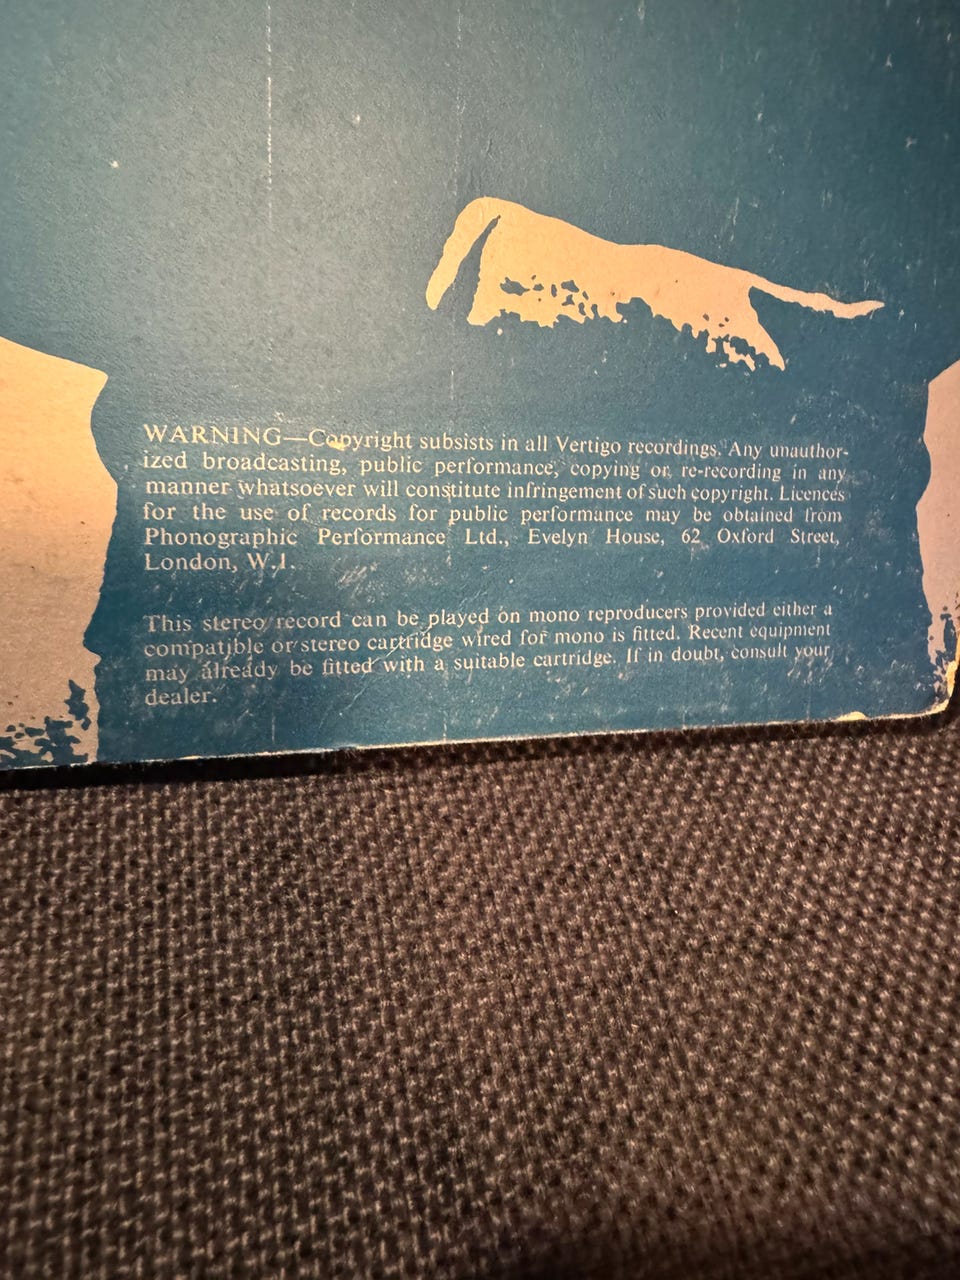 WARNING—Copyright subsists in all Vertigo recordings. Any unauthor-
ized broadcasting, public performance, copying or re-recording in any
manner whatsoever will constitute infringement of such copyright. Licences
for the use of records for public performance may be obtained from
Phonographic Performance Ltd., Evelyn House, 62 Oxford Street,
London, W.1.
This stereo record can be played on mono reproducers provided either a
compatible or stereo cartridge wired for mono is fitted. Recent equipment
may already be fitted with a suitable cartridge. If in doubt, consult your
dealer.